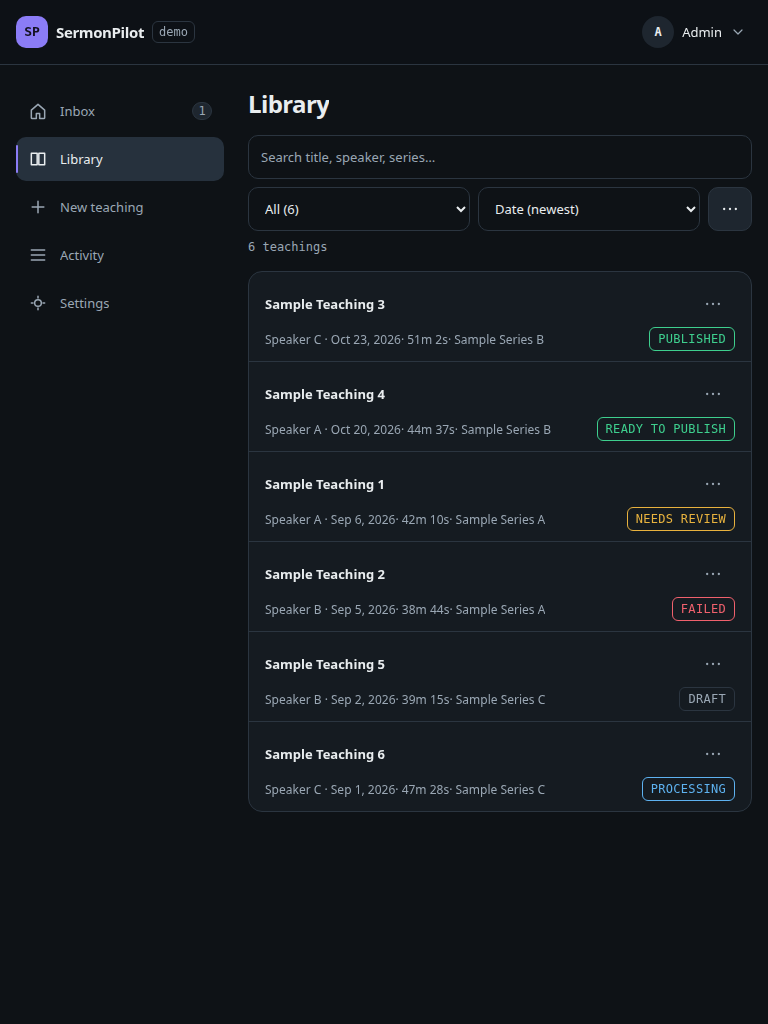 SP SermonPilot demo
A Admin
Inbox 1
Library
New teaching
Activity
Settings
Library
Search title, speaker, series...
All (6) Date (newest) ···
6 teachings
Sample Teaching 3 ···
Speaker C · Oct 23, 2026· 51m 2s· Sample Series B PUBLISHED
Sample Teaching 4 ···
Speaker A · Oct 20, 2026· 44m 37s· Sample Series B READY TO PUBLISH
Sample Teaching 1 ···
Speaker A · Sep 6, 2026· 42m 10s· Sample Series A NEEDS REVIEW
Sample Teaching 2 ···
Speaker B · Sep 5, 2026· 38m 44s· Sample Series A FAILED
Sample Teaching 5 ···
Speaker B · Sep 2, 2026· 39m 15s· Sample Series C DRAFT
Sample Teaching 6 ···
Speaker C · Sep 1, 2026· 47m 28s· Sample Series C PROCESSING